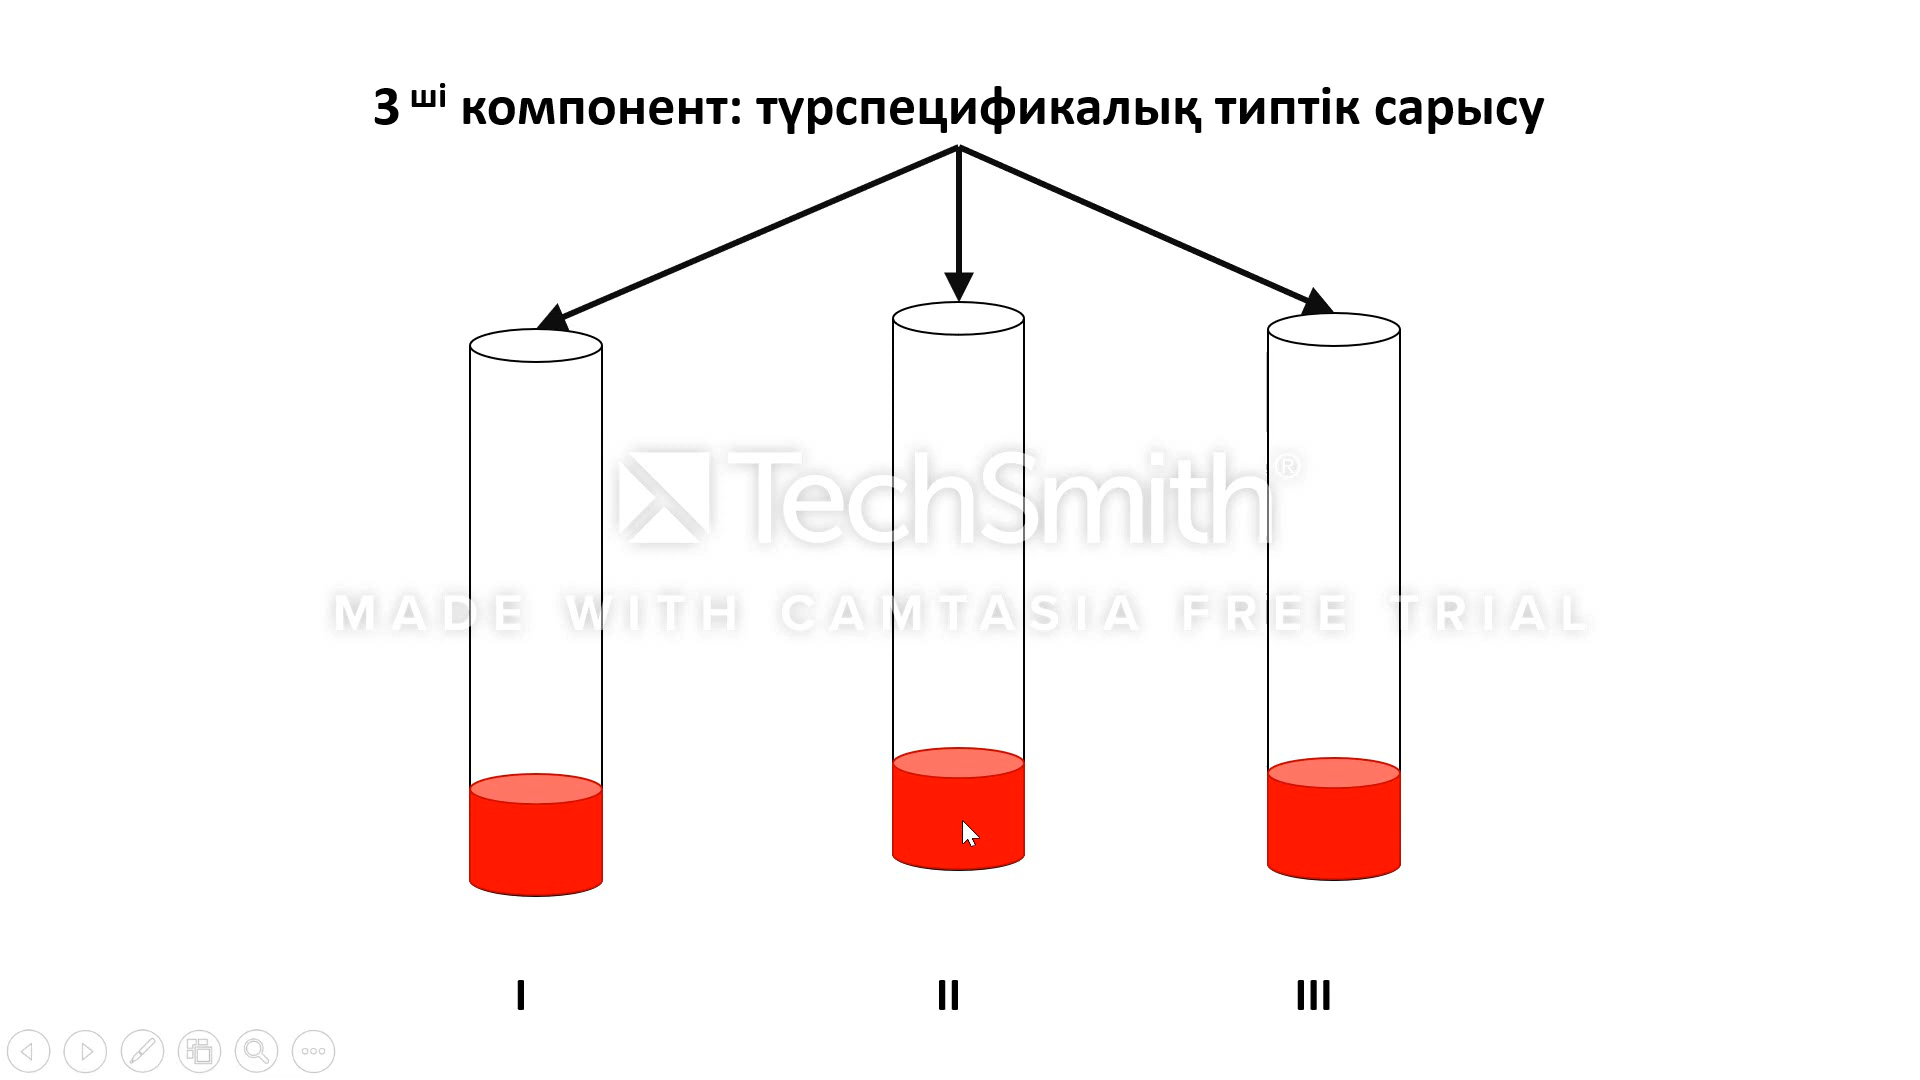 3 ші компонент: түрспецификалық типтік сарысу
TechSmith®
MADE WITH CAMTASIA FREE TRIAL
I II III